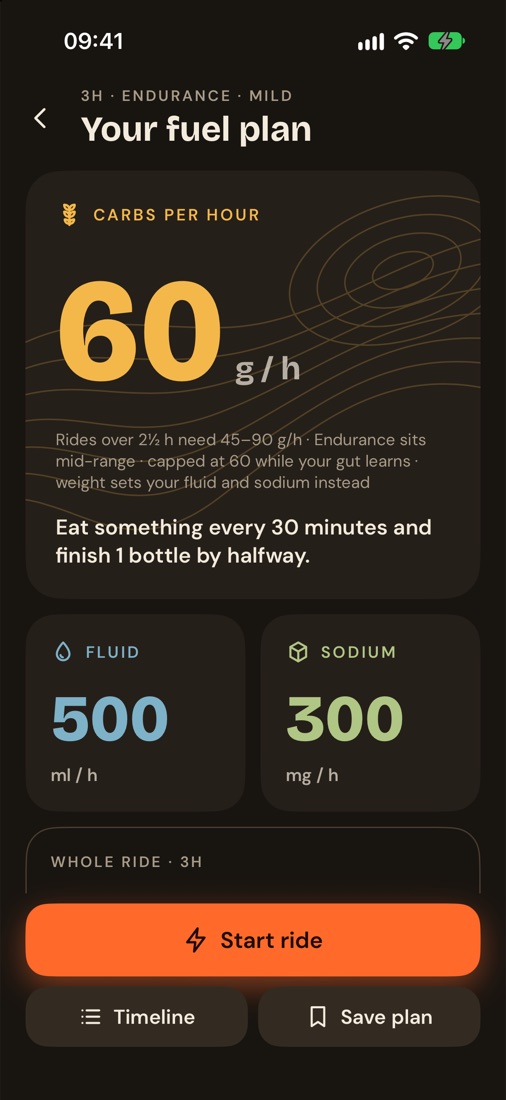 09:41
3H · ENDURANCE · MILD
Your fuel plan
CARBS PER HOUR
60 g/h
Rides over 2½ h need 45–90 g/h · Endurance sits
mid-range · capped at 60 while your gut learns ·
weight sets your fluid and sodium instead
Eat something every 30 minutes and
finish 1 bottle by halfway.
FLUID
500
ml / h
SODIUM
300
mg / h
WHOLE RIDE · 3H
Start ride
Timeline
Save plan